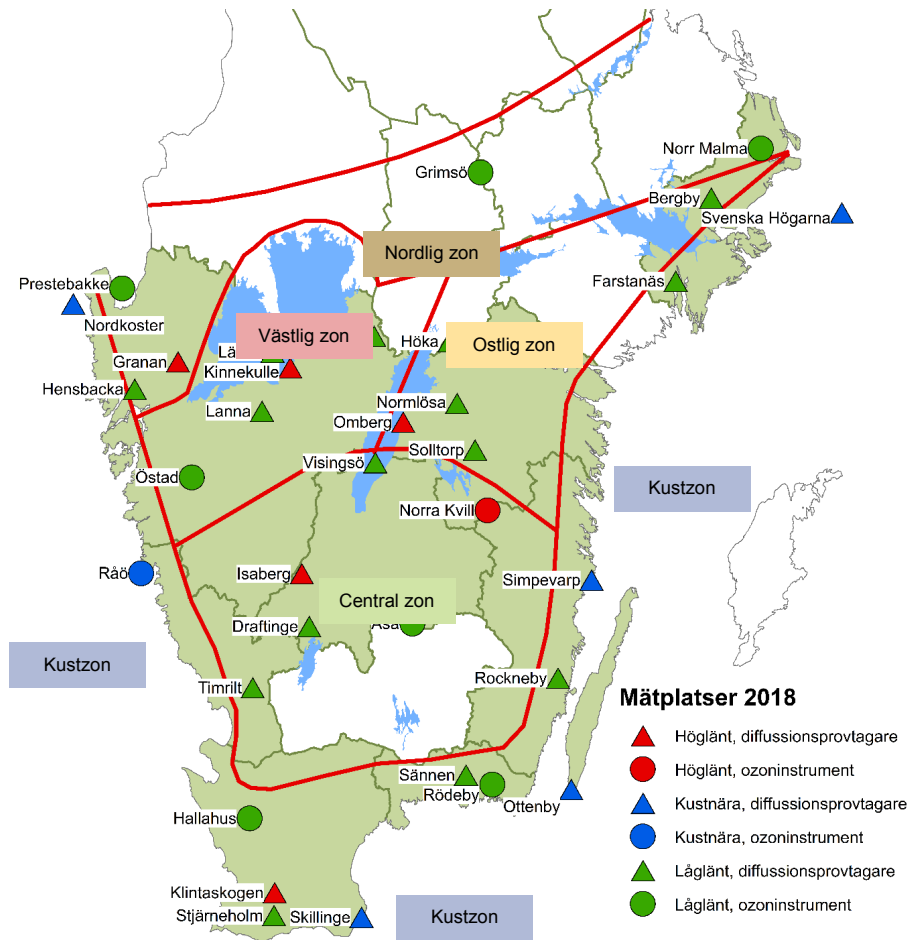 Norr Malma
Grimsö
Bergby
Svenska Högarna
Nordlig zon
Prestebakke
Farstanäs
Nordkoster
Västlig zon
Höka
Ostlig zon
Lä
Granan
Kinnekulle
Hensbacka
Lanna
Normlösa
Omberg
Solltorp
Visingsö
Östad
Kustzon
Norra Kvill
Råö
Isaberg
Simpevarp
Central zon
Draftinge
Asa
Kustzon
Timrilt
Rockneby
Mätplatser 2018
Höglänt, diffussionsprovtagare
Höglänt, ozoninstrument
Kustnära, diffussionsprovtagare
Kustnära, ozoninstrument
Låglänt, diffussionsprovtagare
Låglänt, ozoninstrument
Sännen
Rödeby
Ottenby
Hallahus
Klintaskogen
Stjärneholm
Skillinge
Kustzon